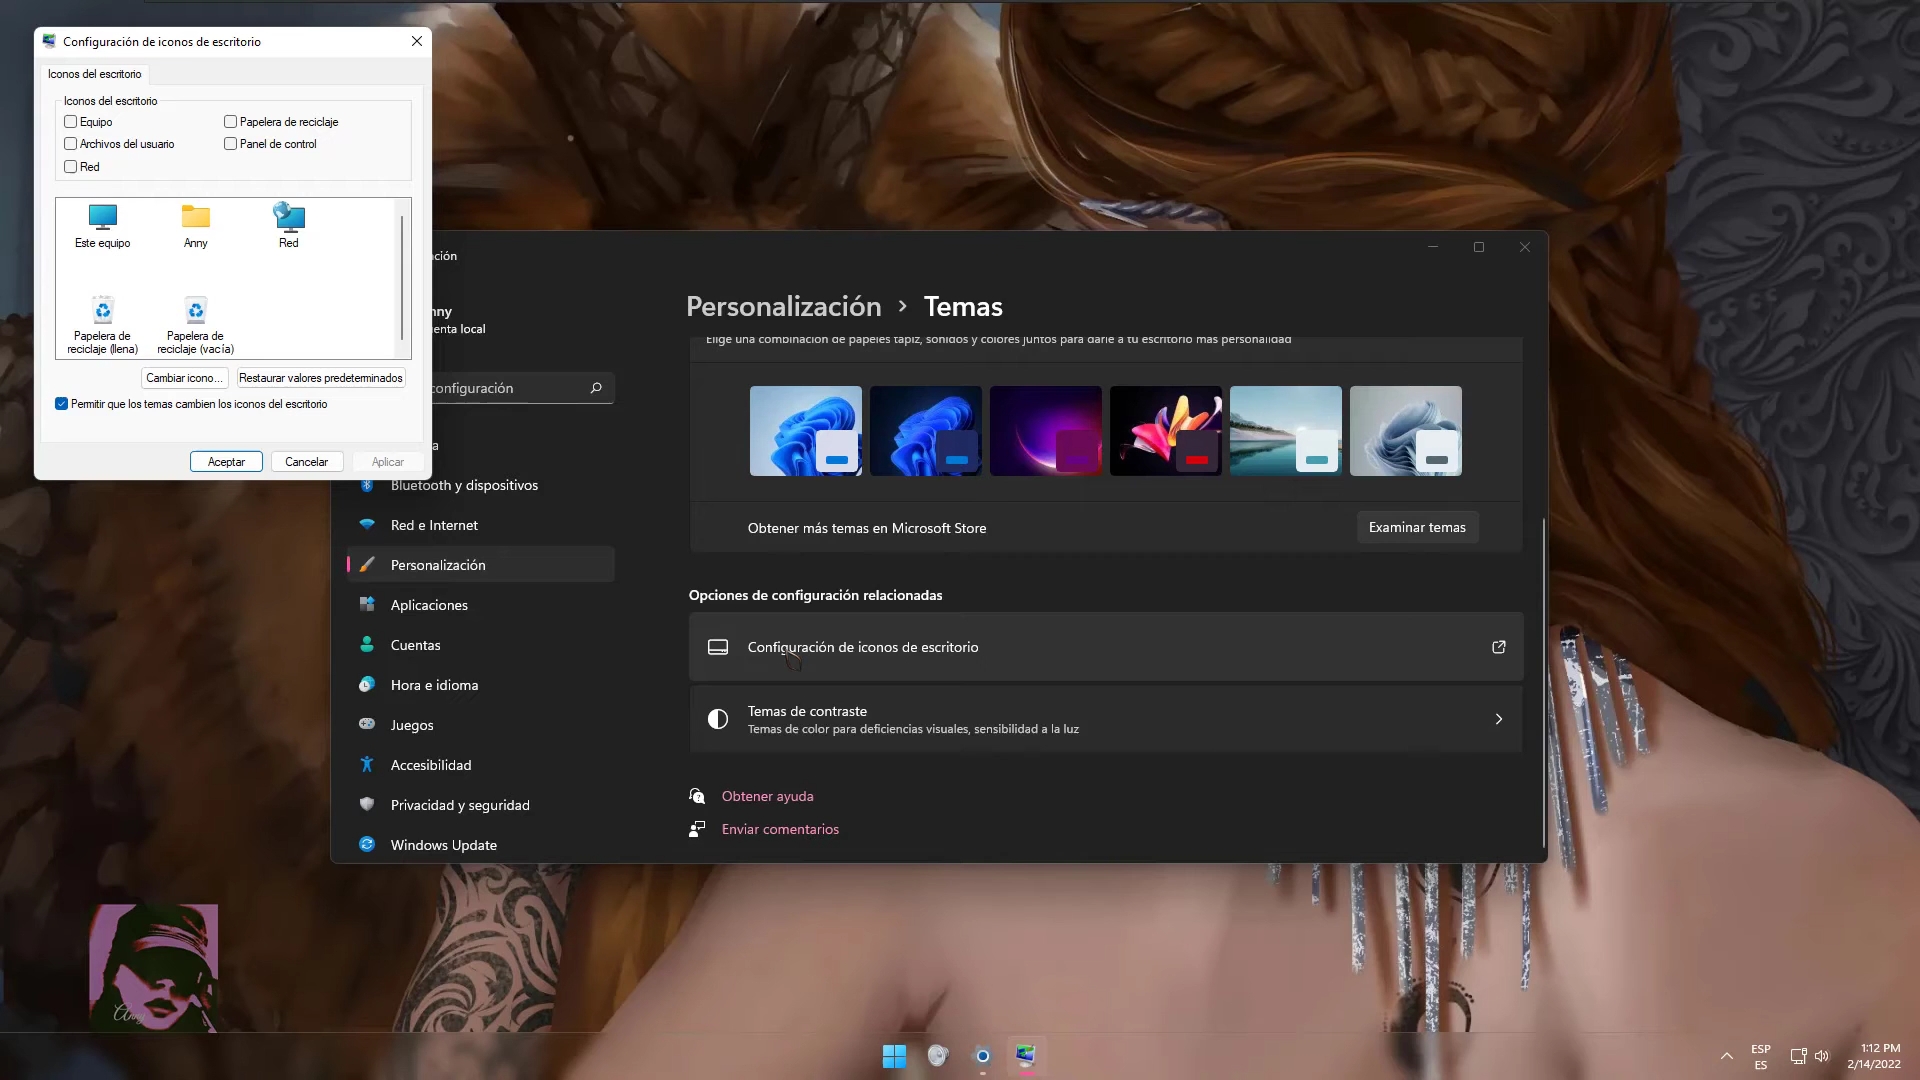 Configuración de iconos de escritorio
Iconos del escritorio
Iconos del escritorio
Equipo
Papelera de reciclaje
Archivos del usuario
Panel de control
Red
Este equipo
Anny
Red
Papelera de
reciclaje (llena)
Papelera de
reciclaje (vacía)
Cambiar icono...
Restaurar valores predeterminados
Permitir que los temas cambien los iconos del escritorio
Aceptar
Cancelar
Aplicar
ción
nny
enta local
onfiguración
a
Bluetooth y dispositivos
Red e Internet
Personalización
Aplicaciones
Cuentas
Hora e idioma
Juegos
Accesibilidad
Privacidad y seguridad
Windows Update
Personalización > Temas
Elige una combinación de papeles tapiz, sonidos y colores juntos para darle a tu escritorio más personalidad
Obtener más temas en Microsoft Store
Examinar temas
Opciones de configuración relacionadas
Configuración de iconos de escritorio
Temas de contraste
Temas de color para deficiencias visuales, sensibilidad a la luz
Obtener ayuda
Enviar comentarios
Anny
ESP
ES
1:12 PM
2/14/2022